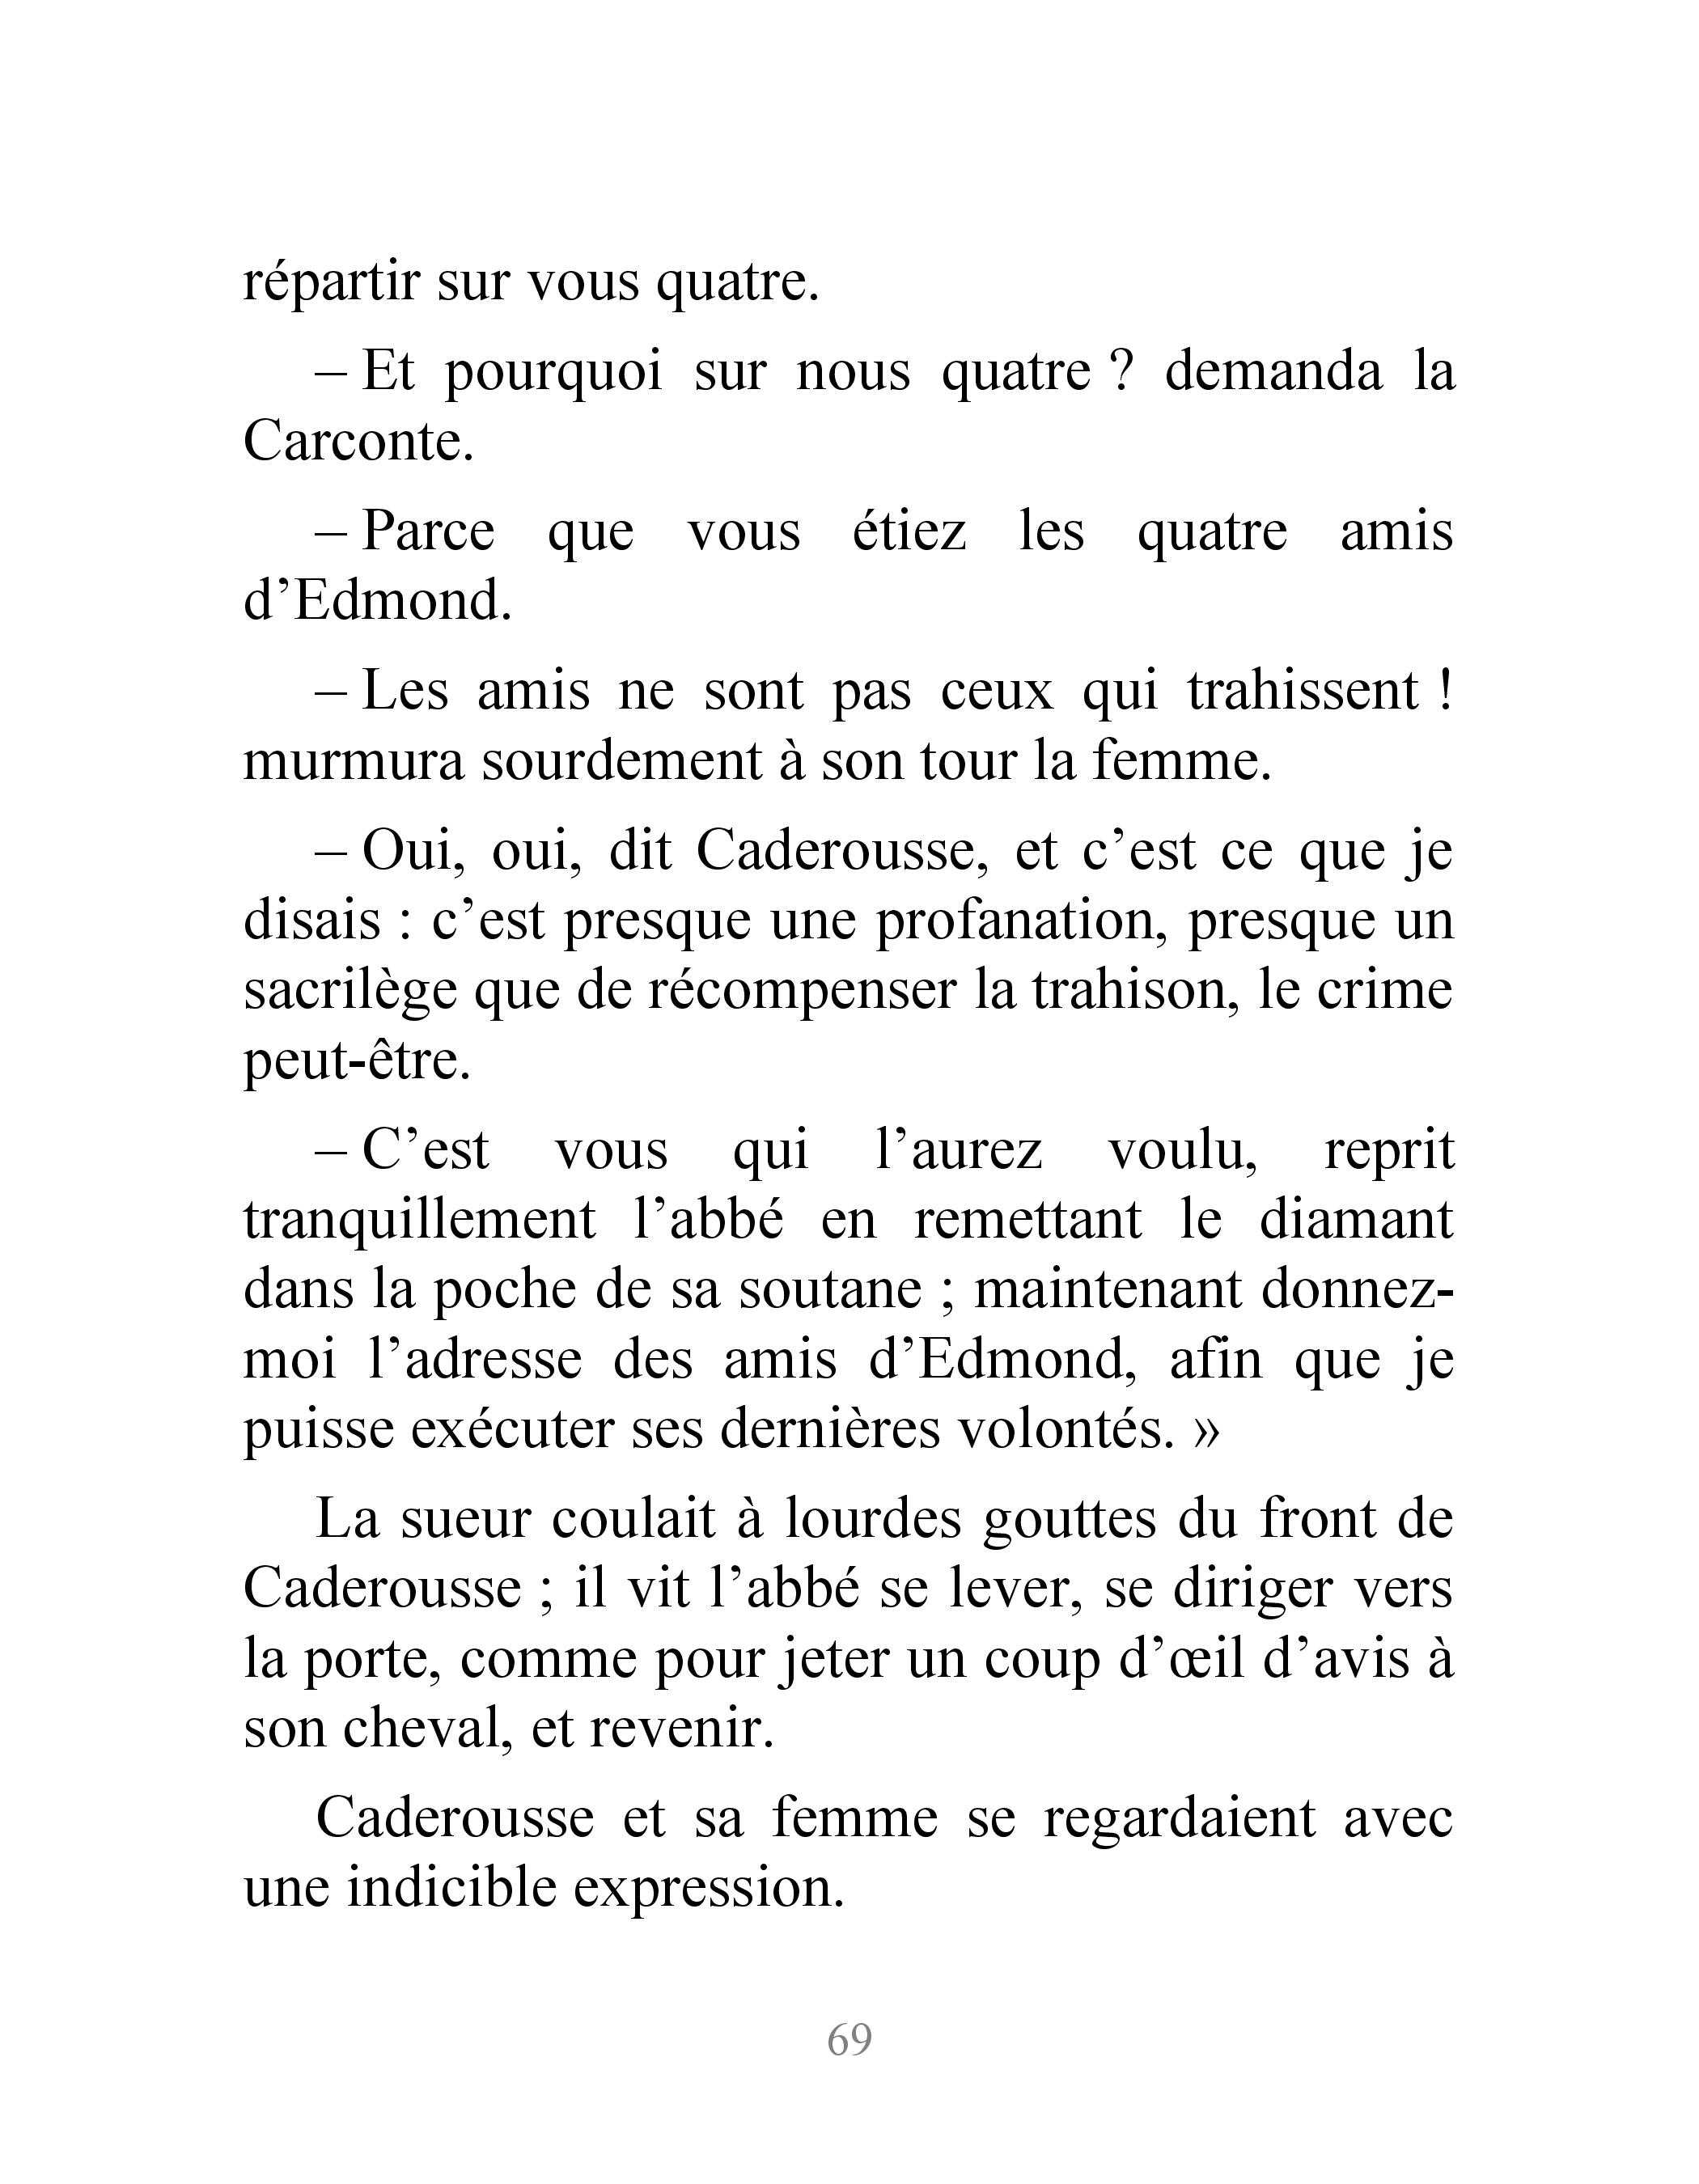 répartir sur vous quatre.
– Et pourquoi sur nous quatre ? demanda la
Carconte.
– Parce que vous étiez les quatre amis
d’Edmond.
– Les amis ne sont pas ceux qui trahissent !
murmura sourdement à son tour la femme.
– Oui, oui, dit Caderousse, et c’est ce que je
disais : c’est presque une profanation, presque un
sacrilège que de récompenser la trahison, le crime
peut-être.
– C’est vous qui l’aurez voulu, reprit
tranquillement l’abbé en remettant le diamant
dans la poche de sa soutane ; maintenant donnez-
moi l’adresse des amis d’Edmond, afin que je
puisse exécuter ses dernières volontés. »
La sueur coulait à lourdes gouttes du front de
Caderousse ; il vit l’abbé se lever, se diriger vers
la porte, comme pour jeter un coup d’œil d’avis à
son cheval, et revenir.
Caderousse et sa femme se regardaient avec
une indicible expression.
69